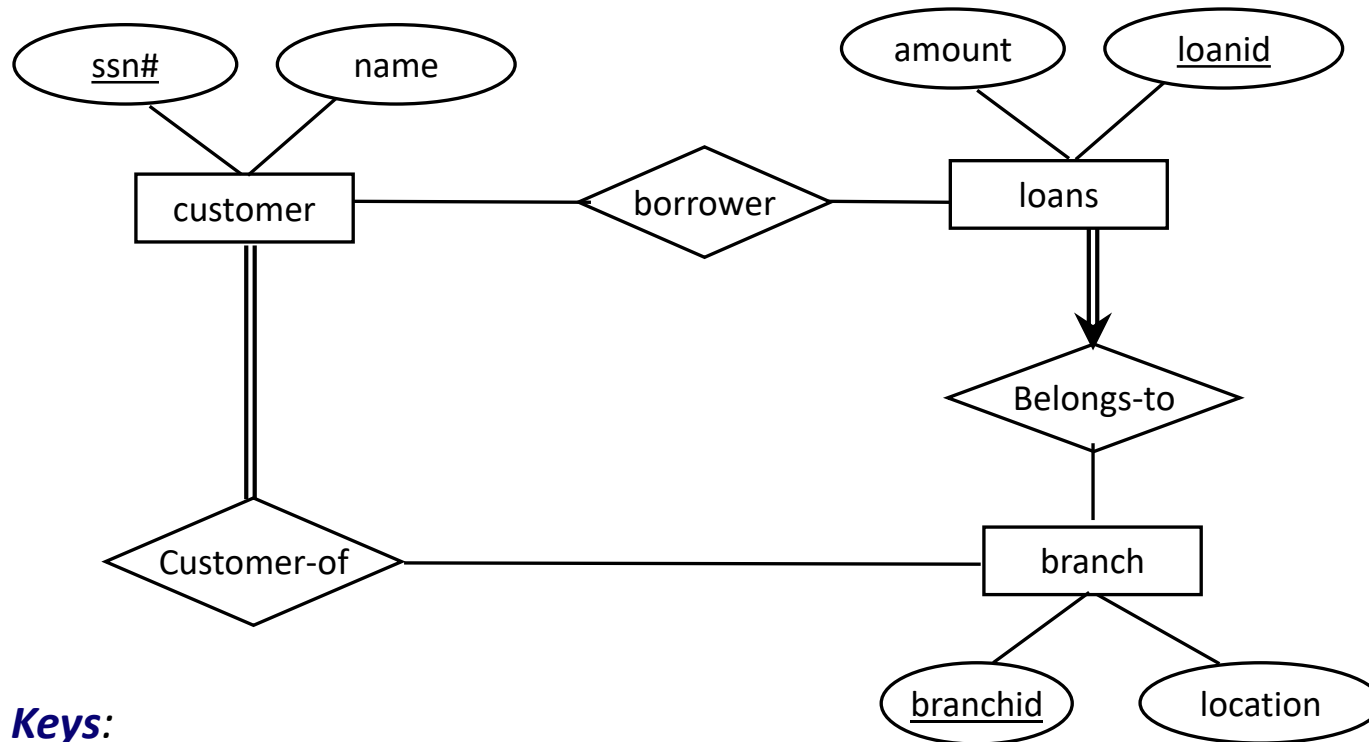 ssn#
name
amount
loanid
customer
borrower
loans
Belongs-to
Customer-of
branch
branchid
location
Keys: